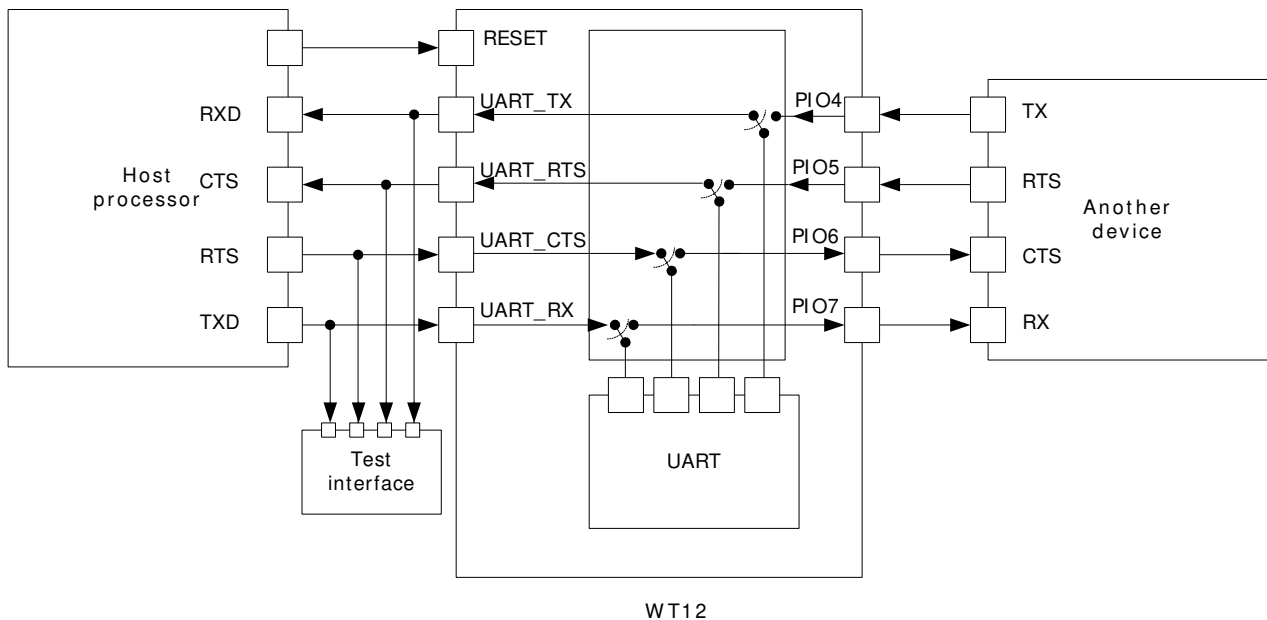 RESET
RXD
UART_TX
PIO4
TX
Host
processor
CTS
UART_RTS
PIO5
RTS
Another
device
RTS
UART_CTS
PIO6
CTS
TXD
UART_RX
PIO7
RX
Test
interface
UART
WT12